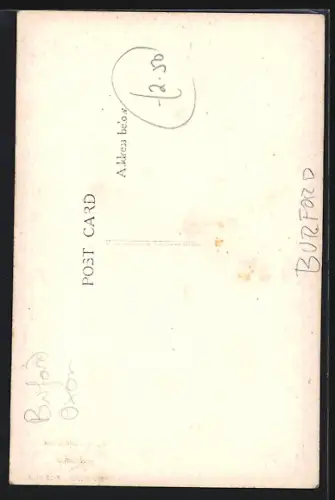 POST CARD
Address below
£2.50
BURFORD
Burford
Oxon